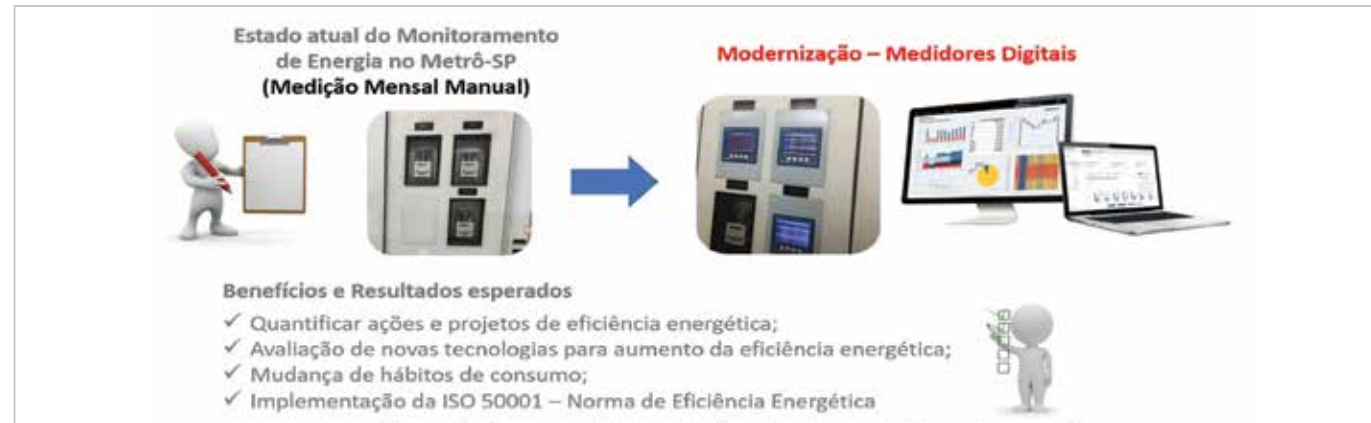 Estado atual do Monitoramento
de Energia no Metrô-SP
(Medição Mensal Manual)
Modernização – Medidores Digitais
Benefícios e Resultados esperados
✓ Quantificar ações e projetos de eficiência energética;
✓ Avaliação de novas tecnologias para aumento da eficiência energética;
✓ Mudança de hábitos de consumo;
✓ Implementação da ISO 50001 – Norma de Eficiência Energética